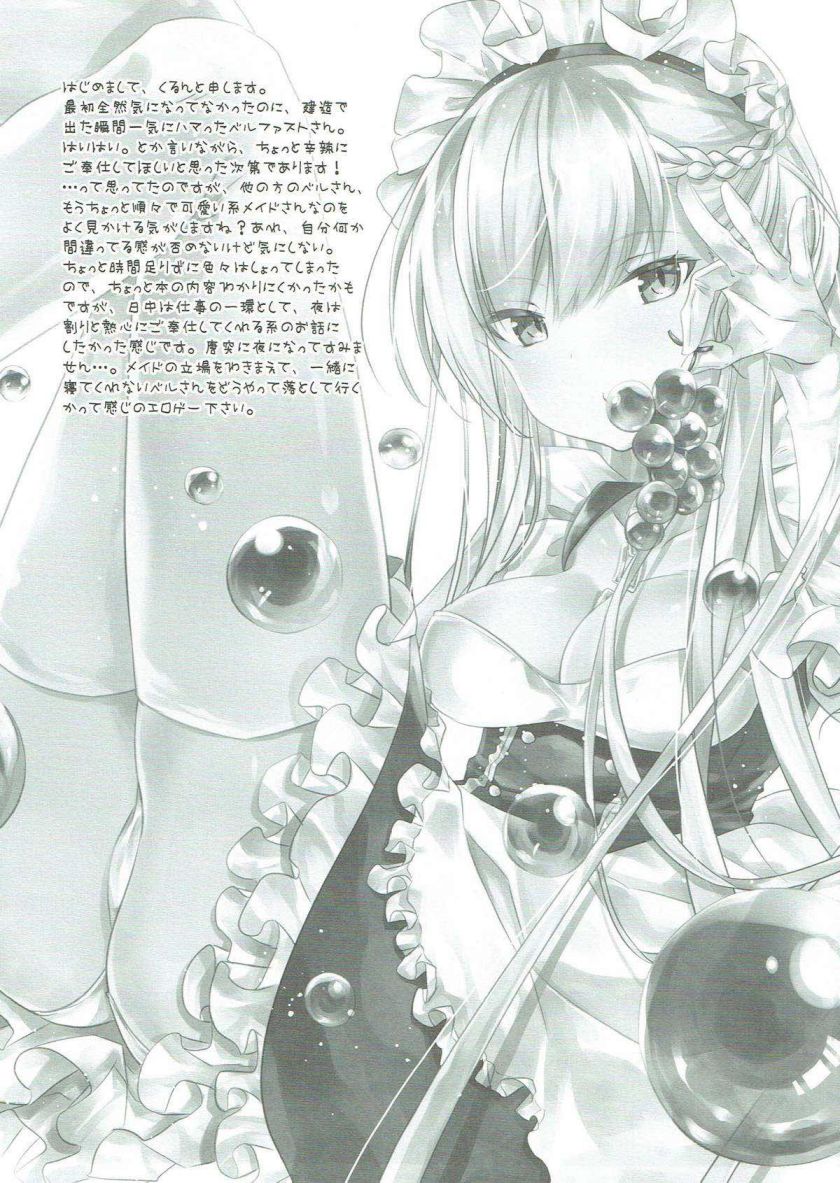 はじめまして、くるんと申します。
最初全然気になってなかったのに、建造で
出た瞬間一気にハマったベルファストさん。
はいはい。とか言いながら、ちょっと辛辣に
ご奉仕してほしいと思った次第であります!
…って思ってたのですが、他の方のベルさん、
もうちょっと順々で可愛い系メイドさんなのを
よく見かける気がしますね?あれ、自分何か
間違ってる感が否めないけど気にしない。
ちょっと時間足りずに色々はしょってしまった
ので、ちょっと本の内容わかりにくかったかも
ですが、日中は仕事の一環として、夜は
割りと熱心にご奉仕してくれる系のお話に
したかった感じです。唐突に夜になってすみま
せん…。メイドの立場をわきまえて、一緒に
寝てくれないベルさんをどうやって落として行く
かって感じのエロゲー下さい。